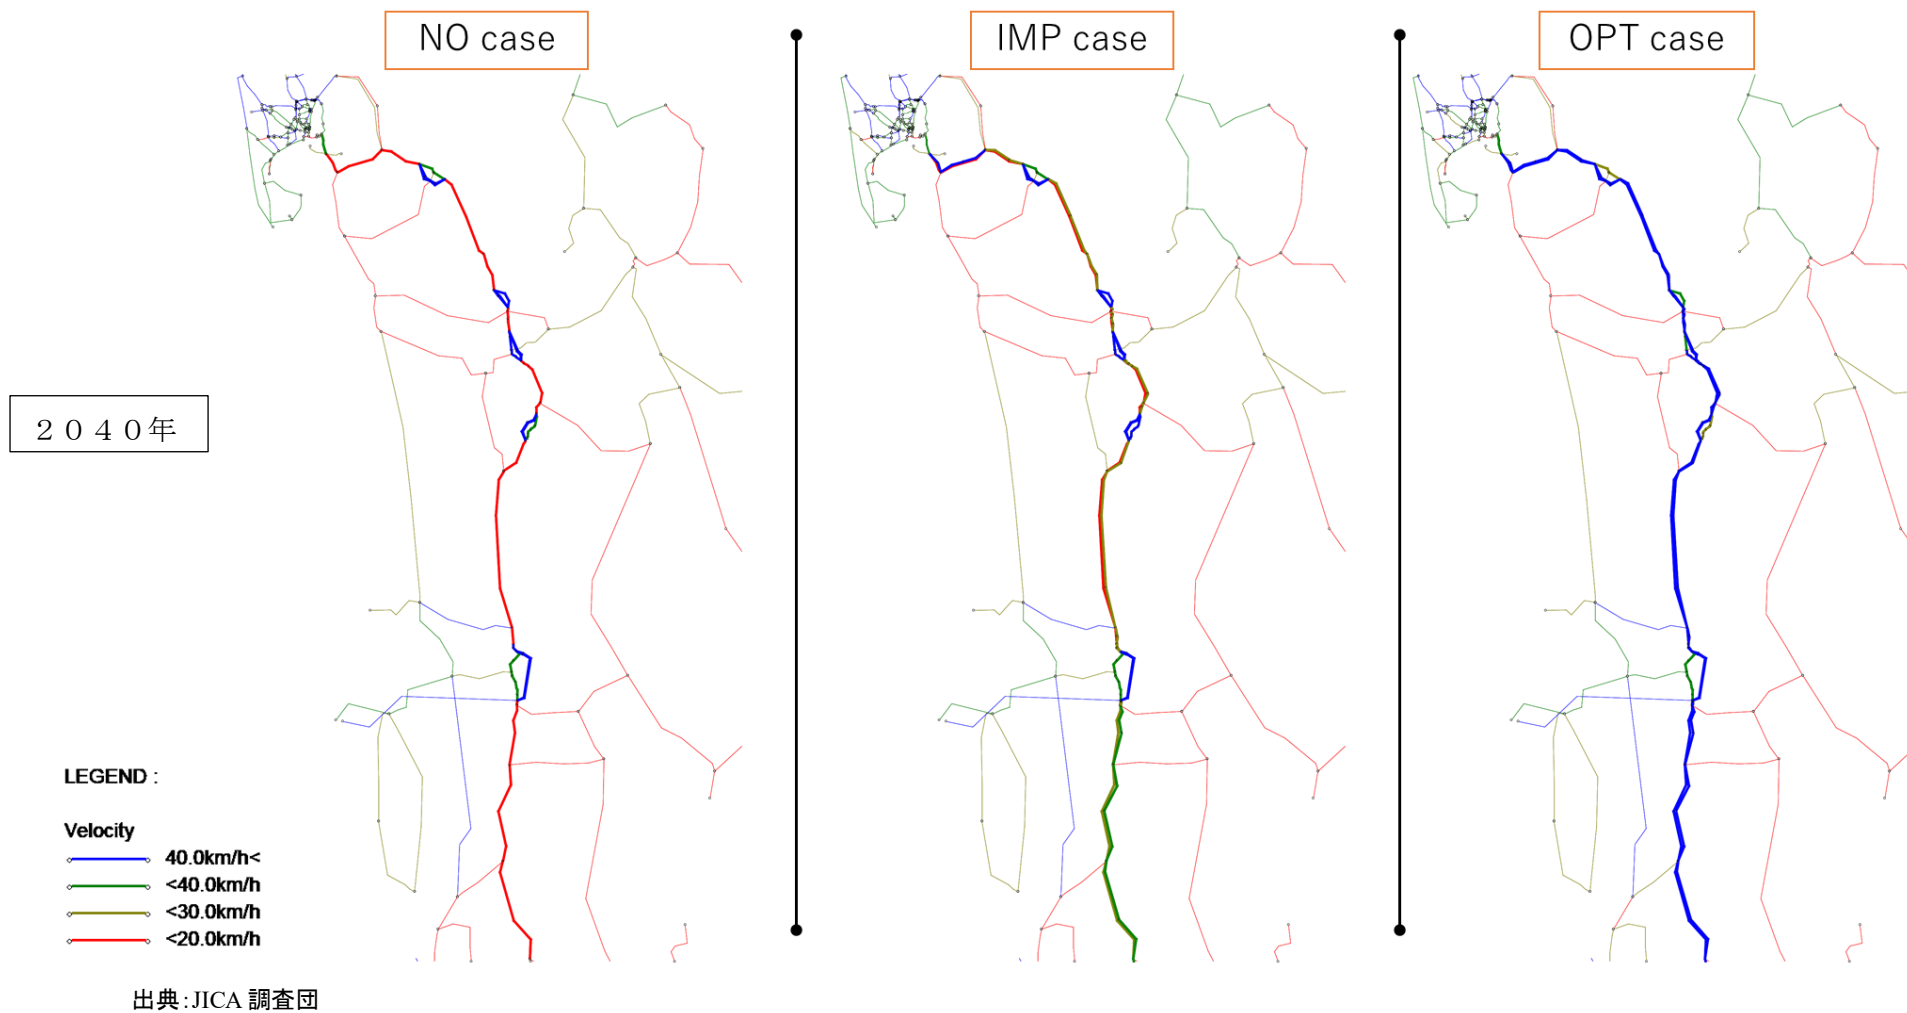 NO case
IMP case
OPT case
２０４０年
LEGEND :
Velocity
40.0km/h<
<40.0km/h
<30.0km/h
<20.0km/h
出典:JICA 調査団